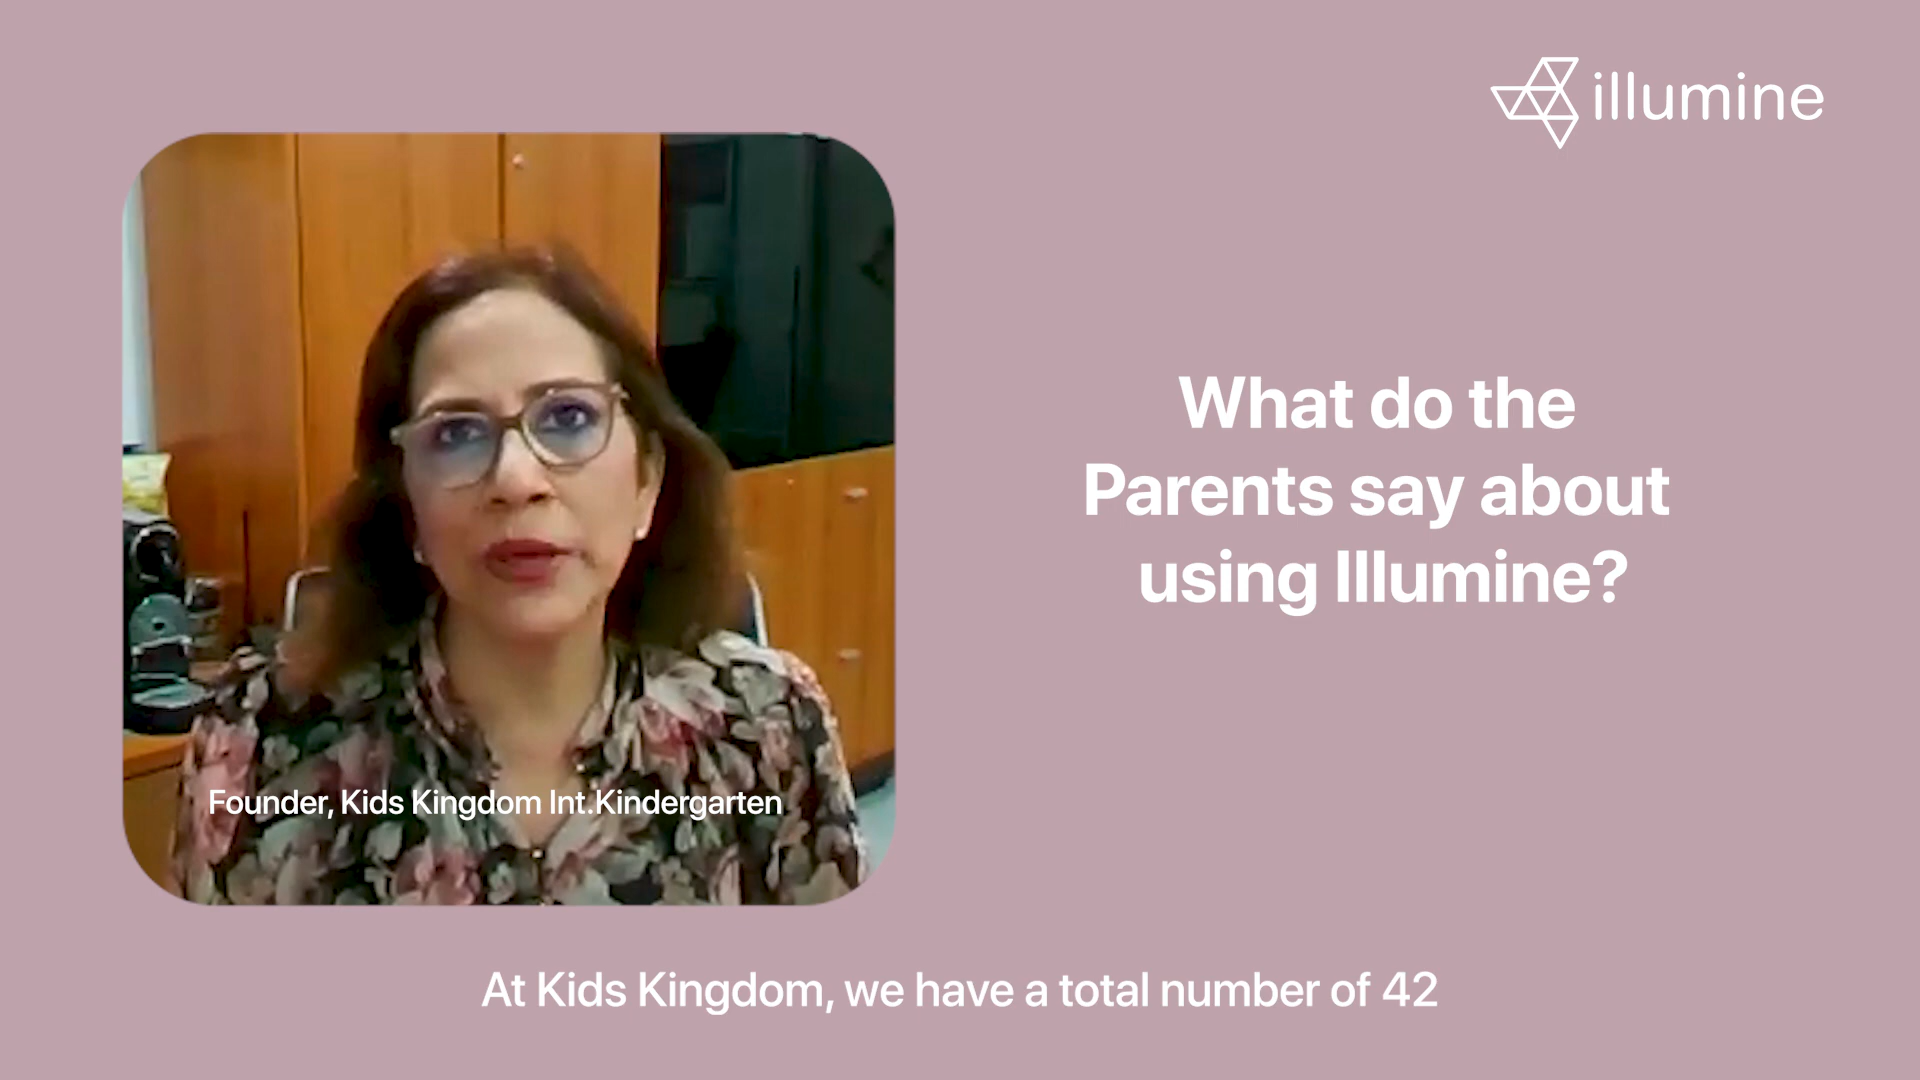 illumine
What do the
Parents say about
using Illumine?
Founder, Kids Kingdom Int.Kindergarten
At Kids Kingdom, we have a total number of 42